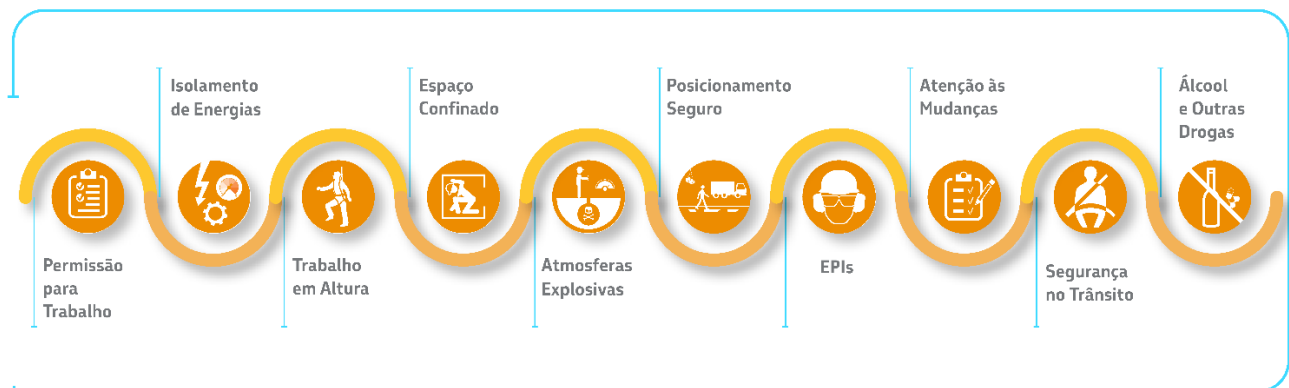 Permissão
para
Trabalho
Isolamento
de Energias
Trabalho
em Altura
Espaço
Confinado
Atmosferas
Explosivas
Posicionamento
Seguro
EPIs
Atenção às
Mudanças
Segurança
no Trânsito
Álcool
e Outras
Drogas